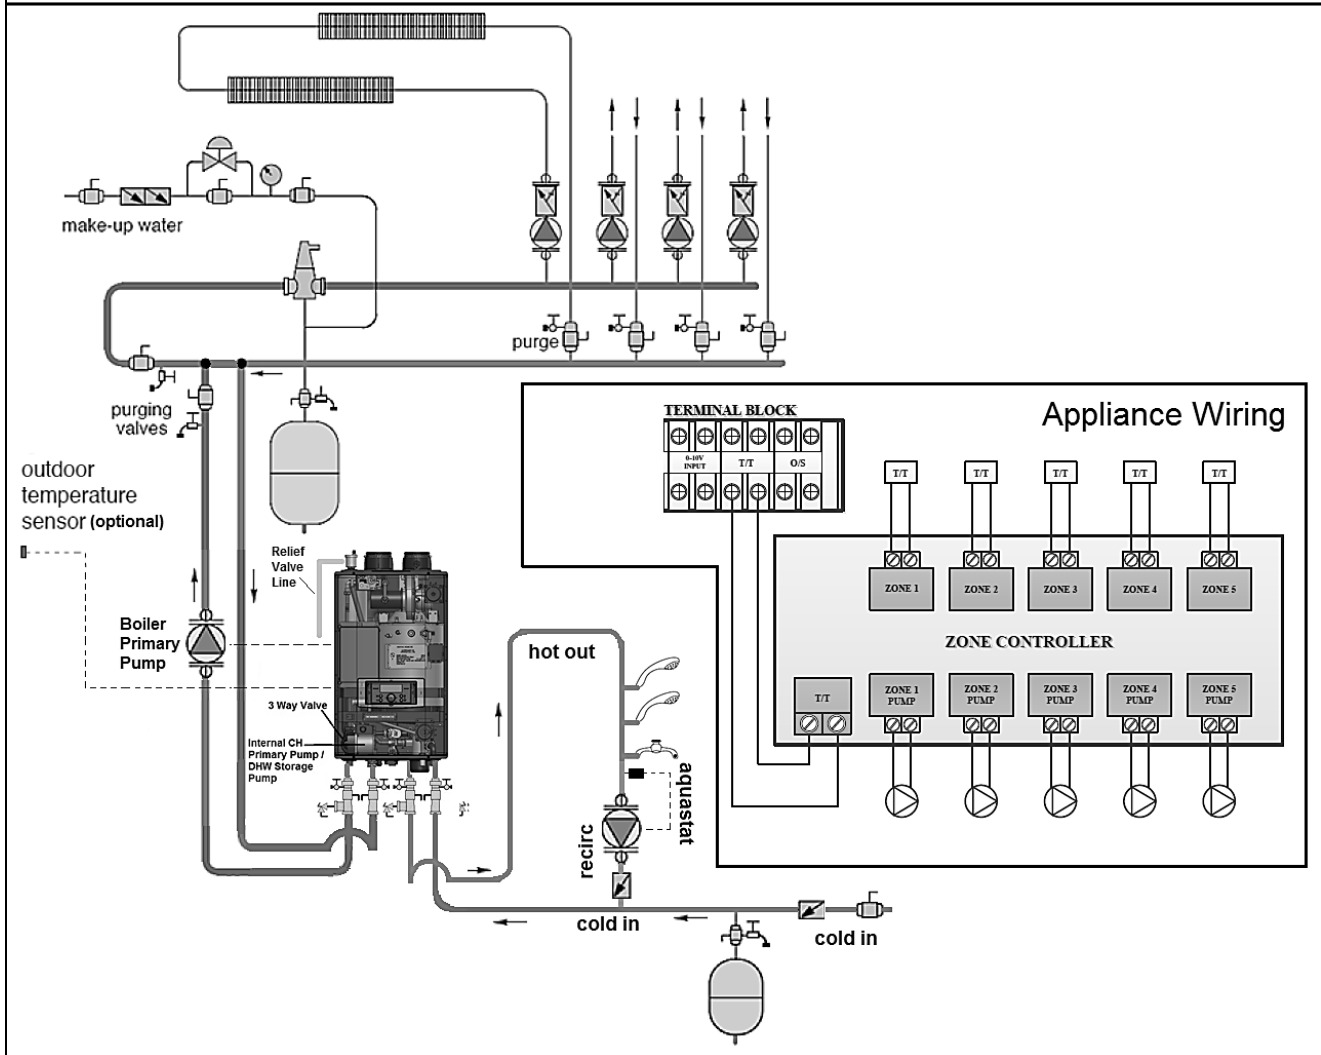 make-up water
purge
purging
valves
outdoor
temperature
sensor (optional)
Relief
Valve
Line
Boiler
Primary
Pump
3 Way Valve
Internal CH
Primary Pump /
DHW Storage
Pump
hot out
aquastat
recirc
cold in
cold in
Appliance Wiring
TERMINAL BLOCK
0-10V
INPUT
T/T
O/S
T/T
T/T
T/T
T/T
T/T
ZONE 1
ZONE 2
ZONE 3
ZONE 4
ZONE 5
ZONE CONTROLLER
T/T
ZONE 1
PUMP
ZONE 2
PUMP
ZONE 3
PUMP
ZONE 4
PUMP
ZONE 5
PUMP